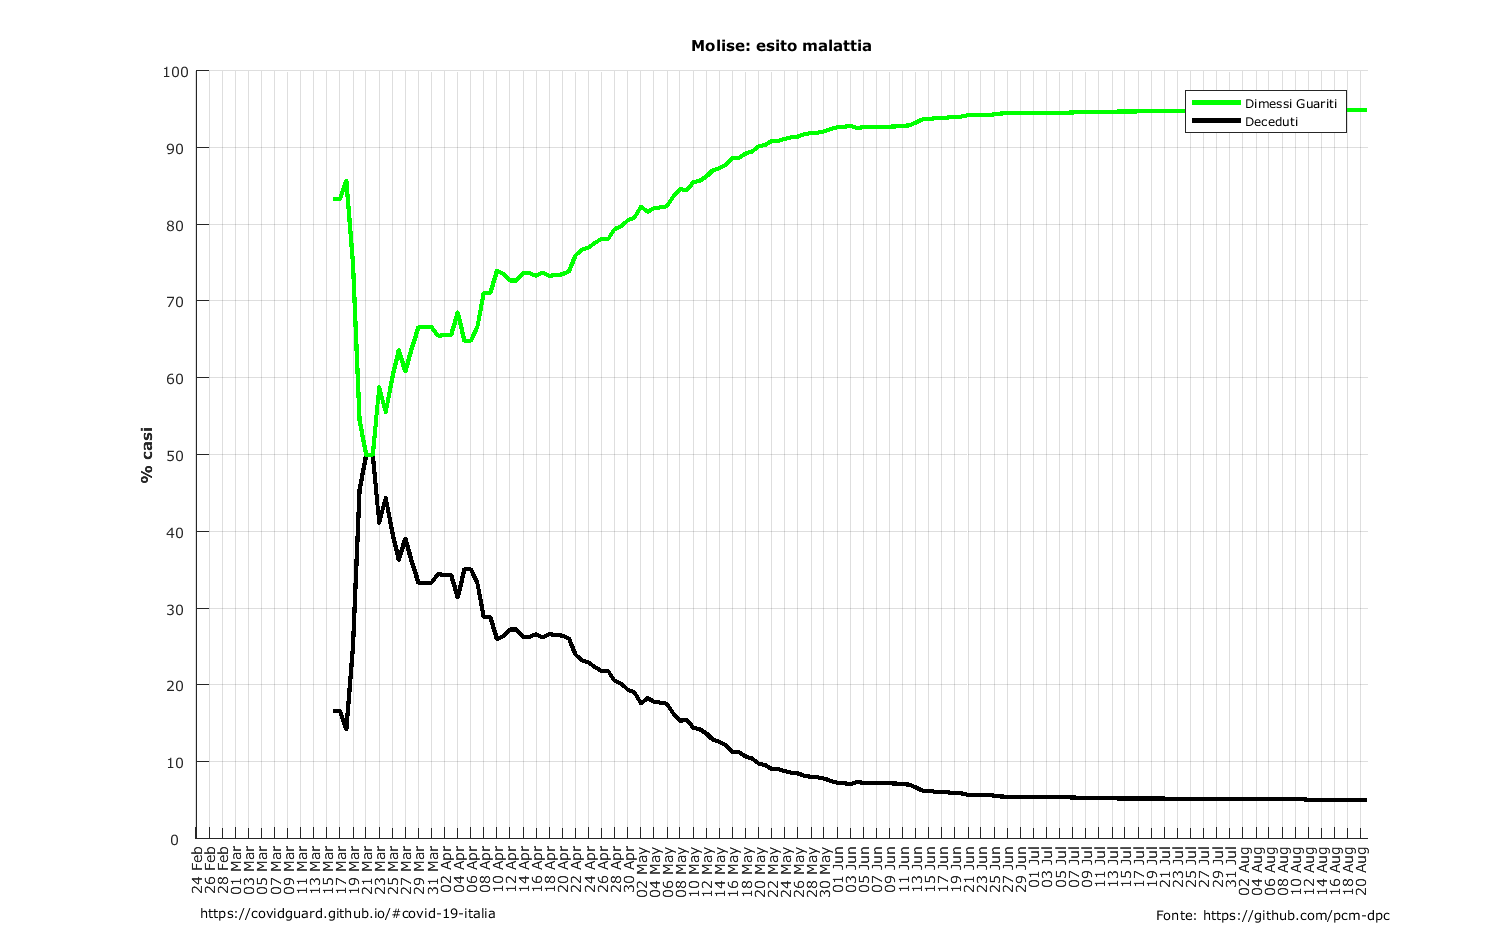 Molise: esito malattia
100
90
80
70
60
50
40
30
20
10
0
% casi
Dimessi Guariti
Deceduti
24 Feb
26 Feb
28 Feb
01 Mar
03 Mar
05 Mar
07 Mar
09 Mar
11 Mar
13 Mar
15 Mar
17 Mar
19 Mar
21 Mar
23 Mar
25 Mar
27 Mar
29 Mar
31 Mar
02 Apr
04 Apr
06 Apr
08 Apr
10 Apr
12 Apr
14 Apr
16 Apr
18 Apr
20 Apr
22 Apr
24 Apr
26 Apr
28 Apr
30 Apr
02 May
04 May
06 May
08 May
10 May
12 May
14 May
16 May
18 May
20 May
22 May
24 May
26 May
28 May
30 May
01 Jun
03 Jun
05 Jun
07 Jun
09 Jun
11 Jun
13 Jun
15 Jun
17 Jun
19 Jun
21 Jun
23 Jun
25 Jun
27 Jun
29 Jun
01 Jul
03 Jul
05 Jul
07 Jul
09 Jul
11 Jul
13 Jul
15 Jul
17 Jul
19 Jul
21 Jul
23 Jul
25 Jul
27 Jul
29 Jul
31 Jul
02 Aug
04 Aug
06 Aug
08 Aug
10 Aug
12 Aug
14 Aug
16 Aug
18 Aug
20 Aug
https://covidguard.github.io/#covid-19-italia
Fonte: https://github.com/pcm-dpc